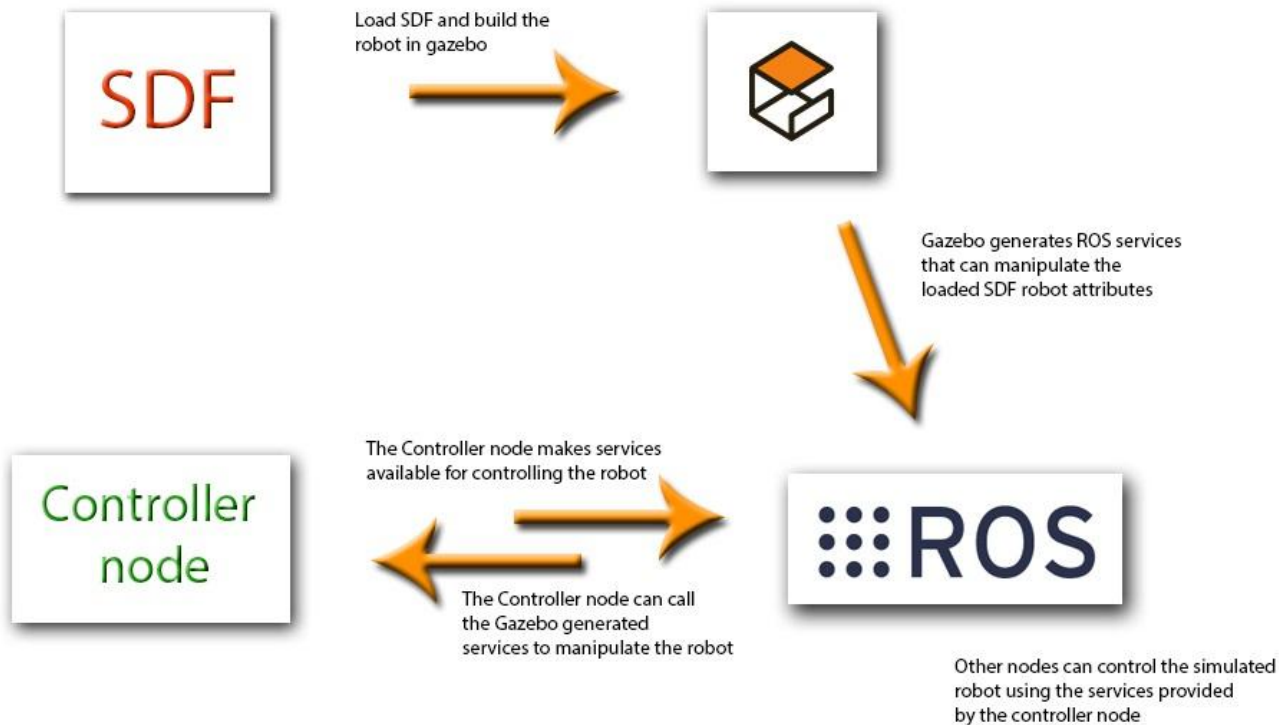 SDF
Load SDF and build the
robot in gazebo
Gazebo generates ROS services
that can manipulate the
loaded SDF robot attributes
Controller
node
The Controller node makes services
available for controlling the robot
The Controller node can call
the Gazebo generated
services to manipulate the robot
ROS
Other nodes can control the simulated
robot using the services provided
by the controller node